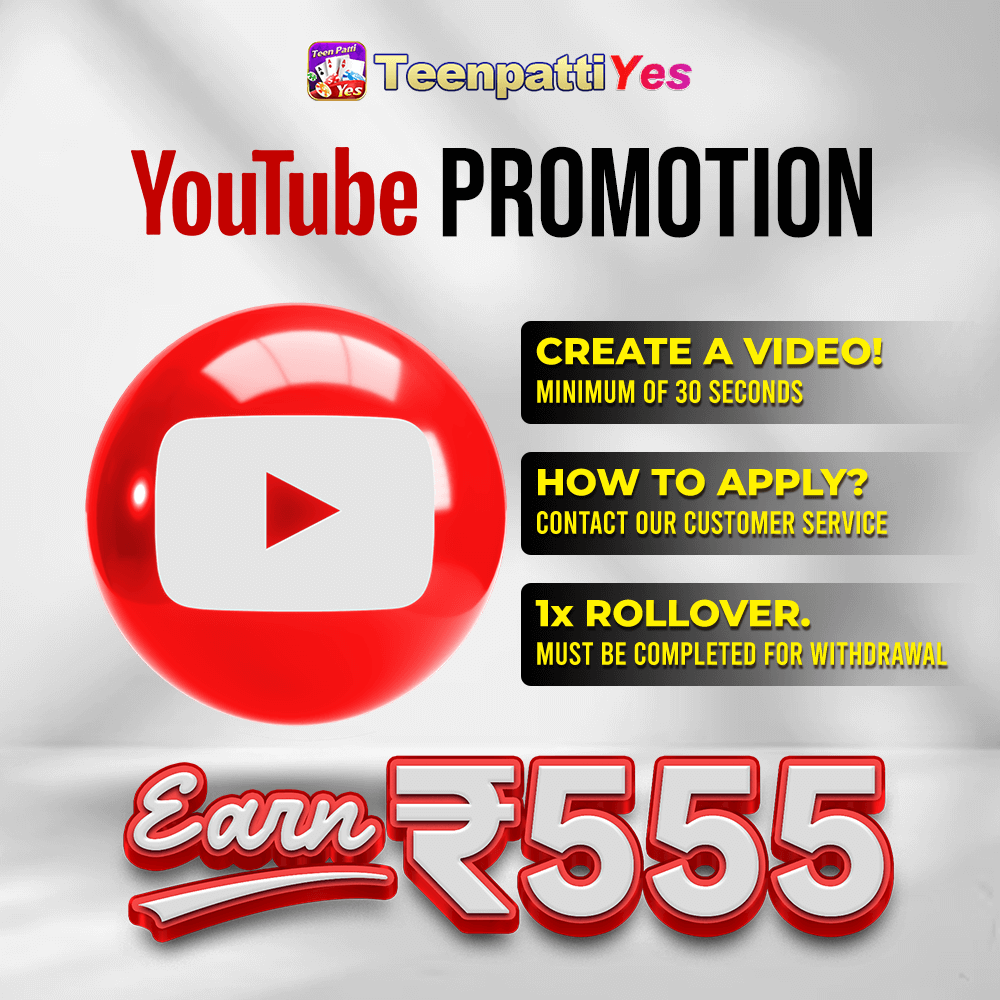 Teen Patti
Yes
TeenpattiYes
YouTube PROMOTION
CREATE A VIDEO!
MINIMUM OF 30 SECONDS
HOW TO APPLY?
CONTACT OUR CUSTOMER SERVICE
1x ROLLOVER.
MUST BE COMPLETED FOR WITHDRAWAL
Earn ₹555